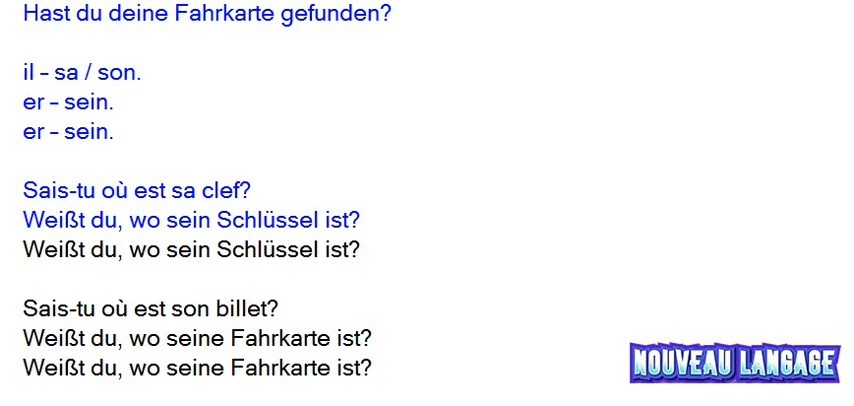 Hast du deine Fahrkarte gefunden?
il – sa / son.
er – sein.
er – sein.
Sais-tu où est sa clef?
Weißt du, wo sein Schlüssel ist?
Weißt du, wo sein Schlüssel ist?
Sais-tu où est son billet?
Weißt du, wo seine Fahrkarte ist?
Weißt du, wo seine Fahrkarte ist?
NOUVEAU LANGAGE